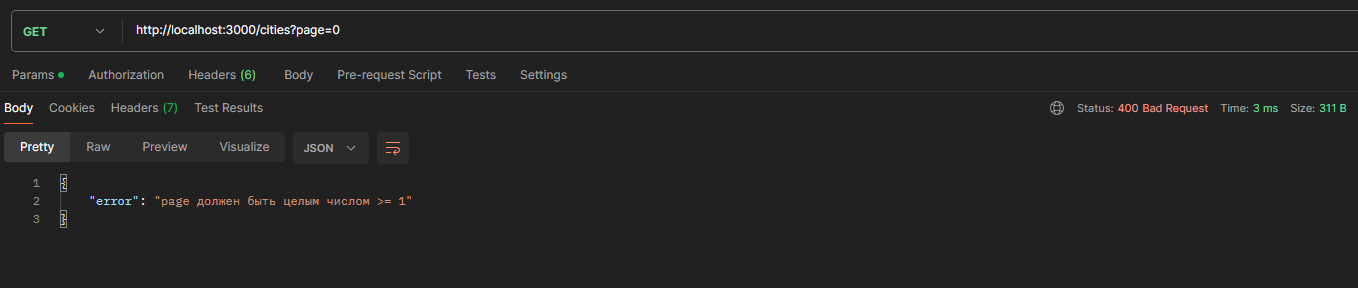 GET http://localhost:3000/cities?page=0
Params Authorization Headers (6) Body Pre-request Script Tests Settings
Body Cookies Headers (7) Test Results Status: 400 Bad Request Time: 3 ms Size: 311 B
Pretty Raw Preview Visualize JSON
1 {
2 "error": "page должен быть целым числом >= 1"
3 }